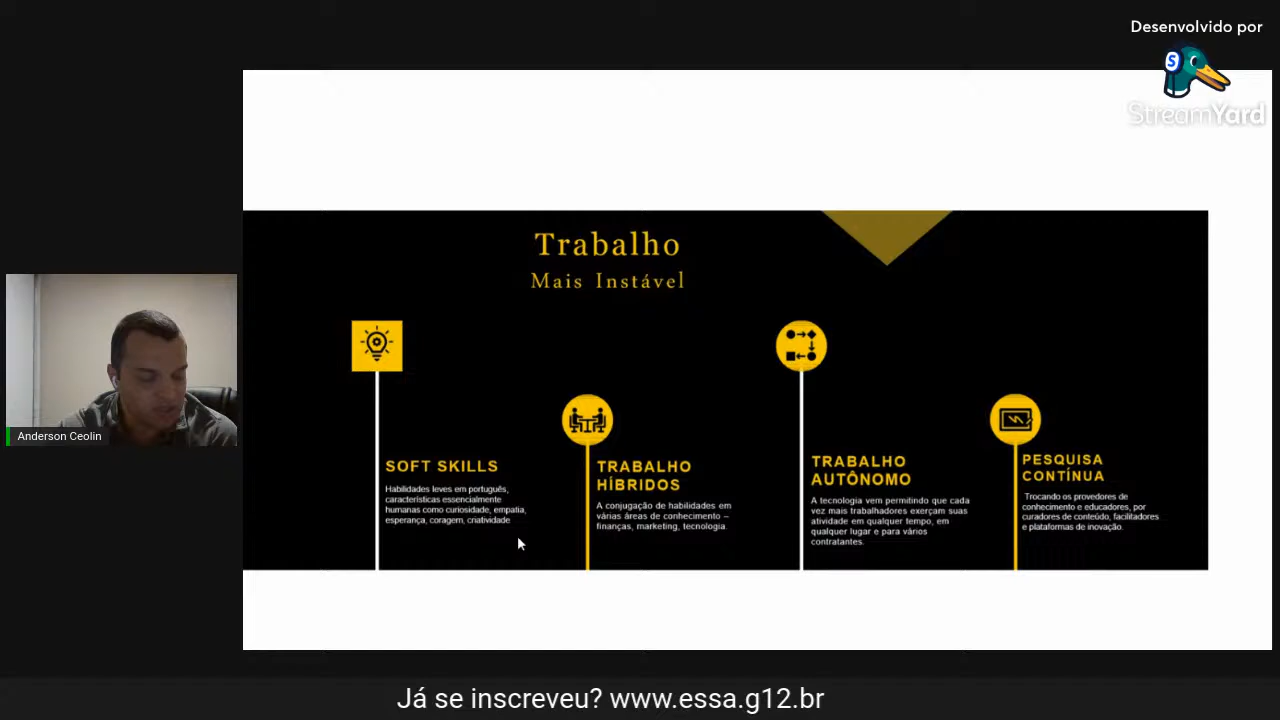 Desenvolvido por
S
StreamYard
Trabalho
Mais Instável
SOFT SKILLS
Habilidades leves em português,
características essencialmente
humanas como curiosidade, empatia,
esperança, coragem, criatividade
TRABALHO
HÍBRIDOS
A conjugação de habilidades em
várias áreas de conhecimento –
finanças, marketing, tecnologia.
TRABALHO
AUTÔNOMO
A tecnologia vem permitindo que cada
vez mais trabalhadores exerçam suas
atividade em qualquer tempo, em
qualquer lugar e para vários
contratantes.
PESQUISA
CONTÍNUA
Trocando os provedores de
conhecimento e educadores, por
curadores de conteúdo, facilitadores
e plataformas de inovação.
Anderson Ceolin
Já se inscreveu? www.essa.g12.br